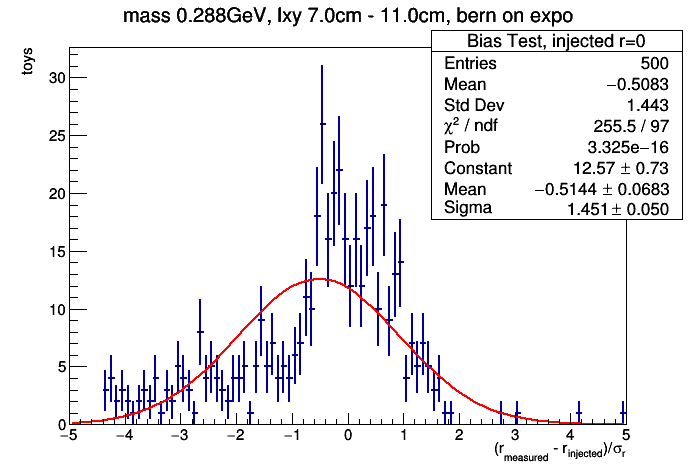 mass 0.288GeV, lxy 7.0cm - 11.0cm, bern on expo
Bias Test, injected r=0
Entries 500
Mean −0.5083
Std Dev 1.443
χ² / ndf 255.5 / 97
Prob 3.325e−16
Constant 12.57 ± 0.73
Mean −0.5144 ± 0.0683
Sigma 1.451 ± 0.050
toys
30
25
20
15
10
5
0
−5 −4 −3 −2 −1 0 1 2 3 4 5
(r_measured - r_injected)/σ_r